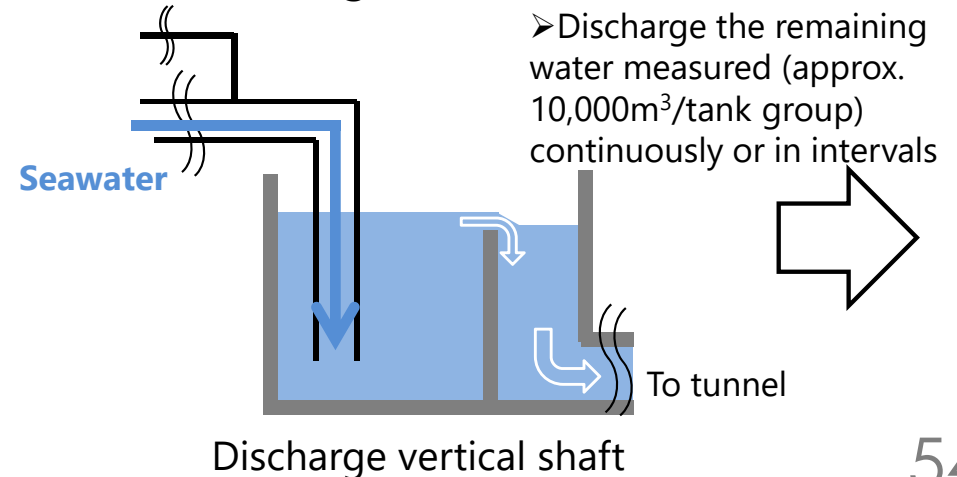 ➢Discharge the remaining
water measured (approx.
10,000m³/tank group)
continuously or in intervals
Seawater
To tunnel
Discharge vertical shaft